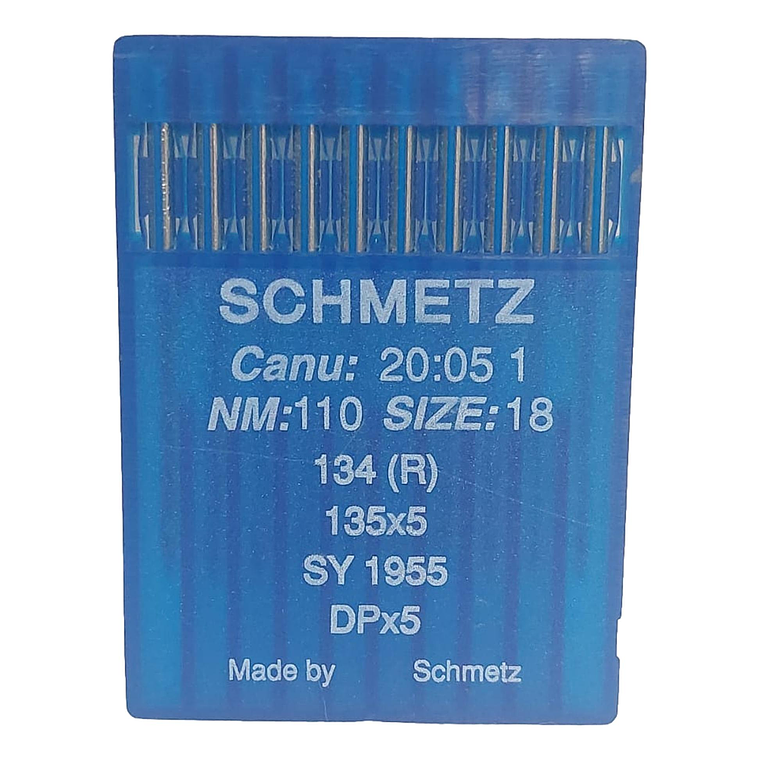 SCHMETZ
Canu: 20:05 1
NM:110 SIZE:18
134 (R)
135x5
SY 1955
DPx5
Made by Schmetz